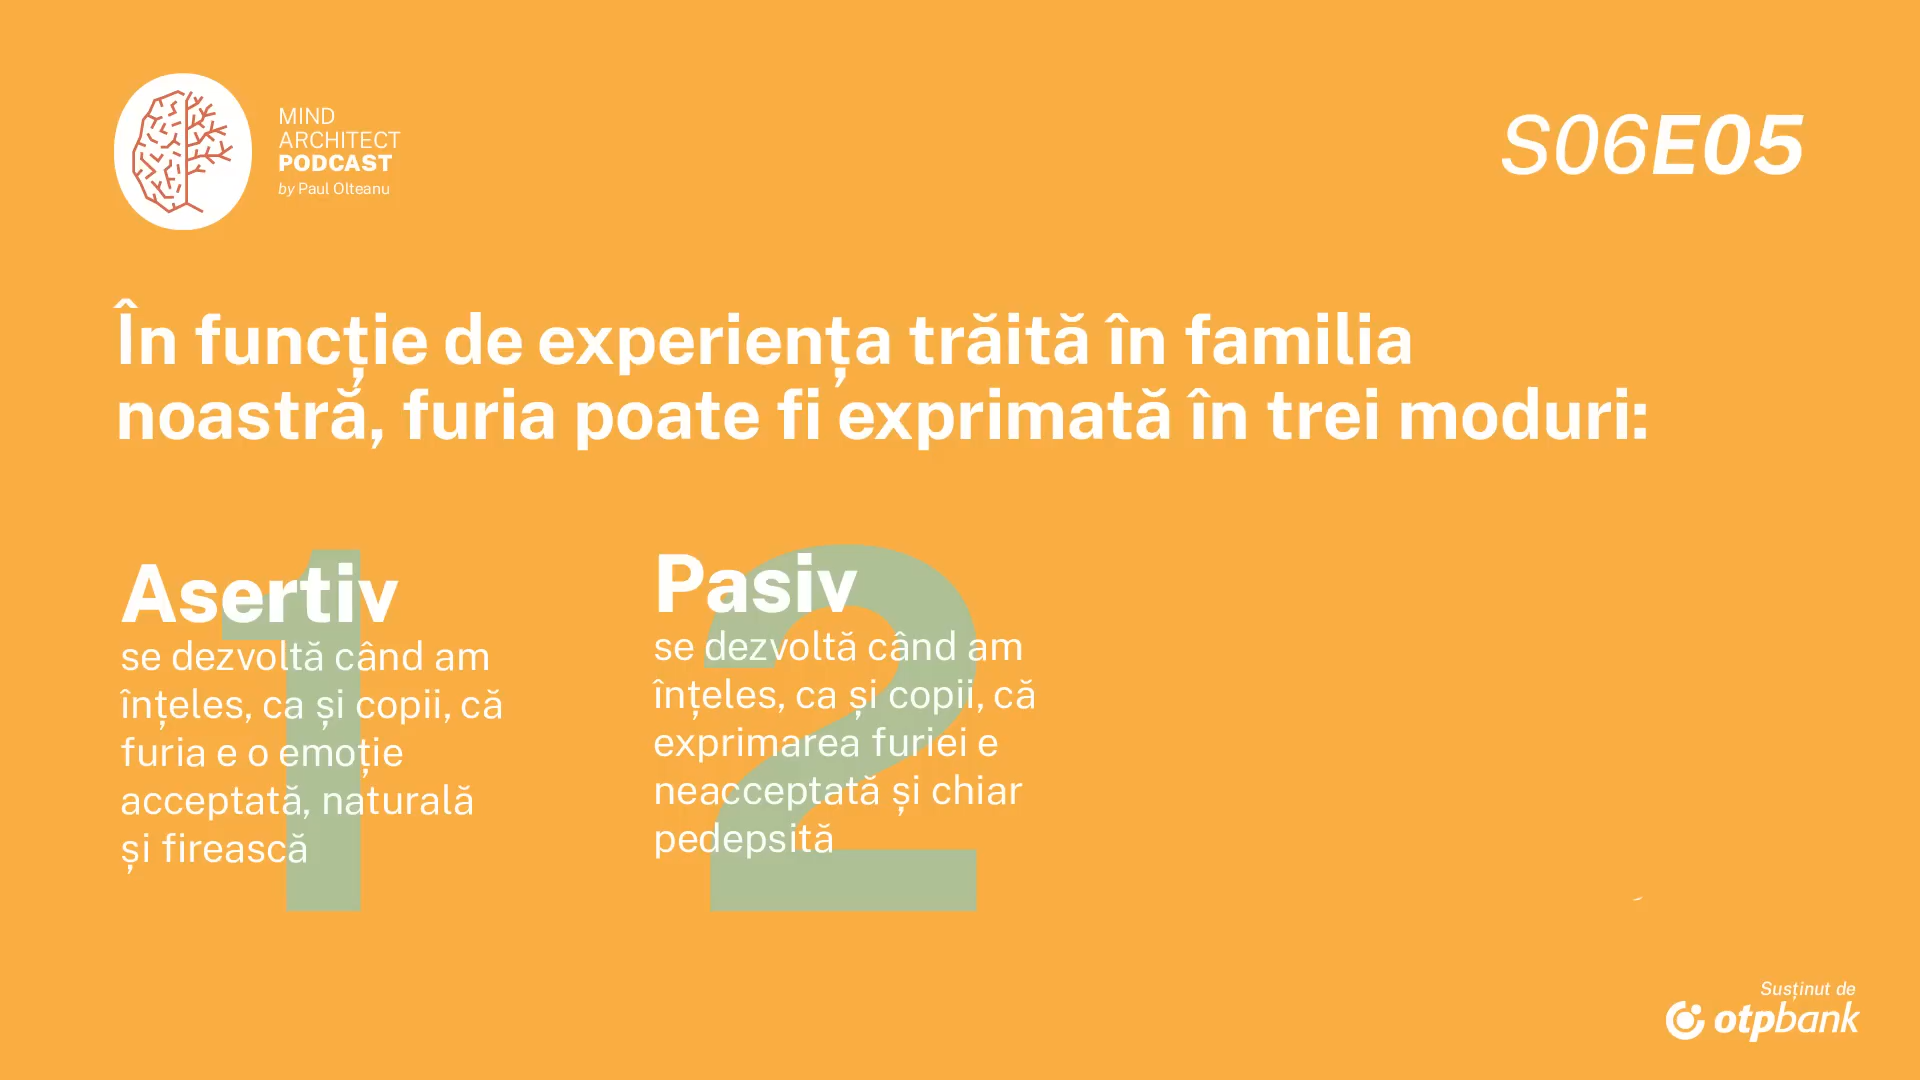 MIND
ARCHITECT
PODCAST
by Paul Olteanu
S06E05
În funcție de experiența trăită în familia
noastră, furia poate fi exprimată în trei moduri:
1
Asertiv
se dezvoltă când am
înțeles, ca și copii, că
furia e o emoție
acceptată, naturală
și firească
2
Pasiv
se dezvoltă când am
înțeles, ca și copii, că
exprimarea furiei e
neacceptată și chiar
pedepsită
Susținut de
otpbank